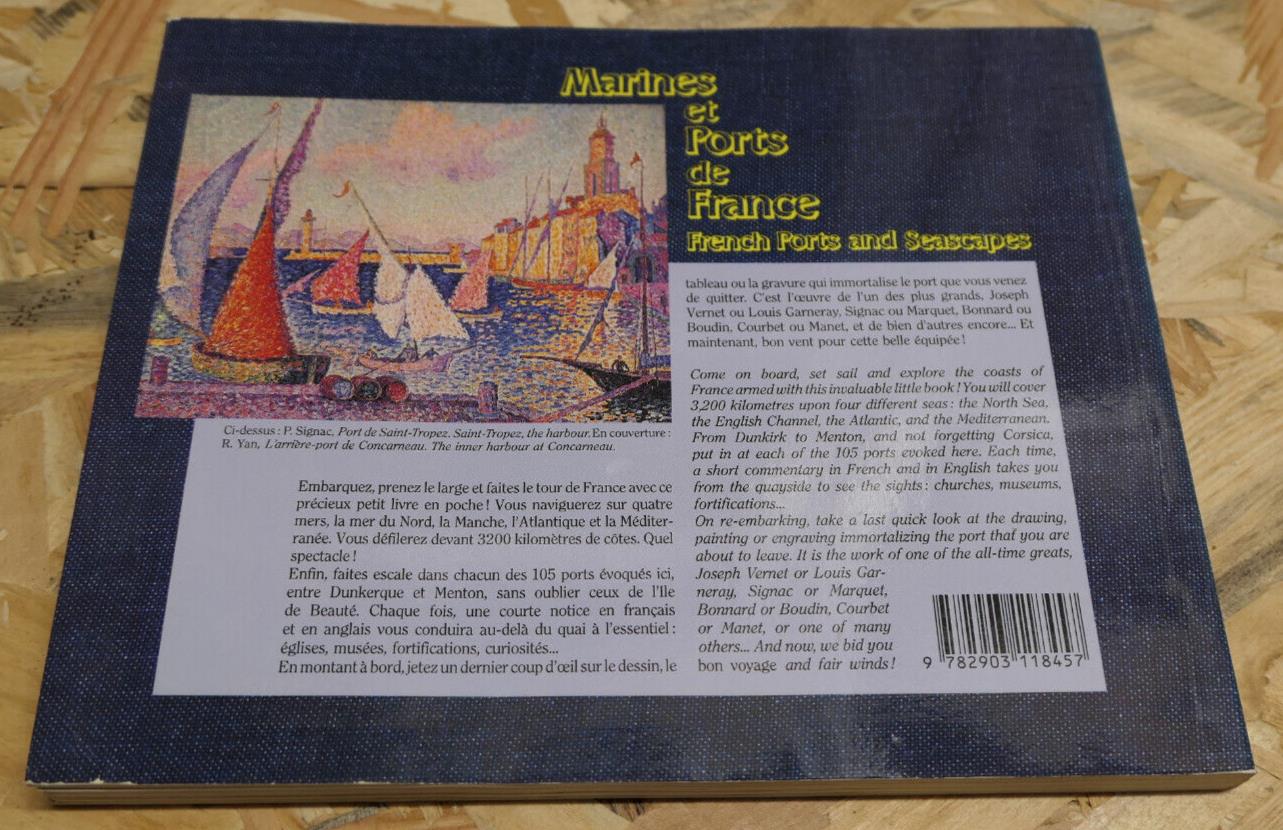 Marines
et
Ports
de
France
French Ports and Seascapes
Ci-dessus : P. Signac, Port de Saint-Tropez. Saint-Tropez, the harbour. En couverture :
R. Yan, L'arrière-port de Concarneau. The inner harbour at Concarneau.
Embarquez, prenez le large et faites le tour de France avec ce
précieux petit livre en poche ! Vous naviguerez sur quatre
mers, la mer du Nord, la Manche, l'Atlantique et la Méditer-
ranée. Vous défilerez devant 3200 kilomètres de côtes. Quel
spectacle !
Enfin, faites escale dans chacun des 105 ports évoqués ici,
entre Dunkerque et Menton, sans oublier ceux de l'Ile
de Beauté. Chaque fois, une courte notice en français
et en anglais vous conduira au-delà du quai à l'essentiel :
églises, musées, fortifications, curiosités...
En montant à bord, jetez un dernier coup d'œil sur le dessin, le
tableau ou la gravure qui immortalise le port que vous venez
de quitter. C'est l'œuvre de l'un des plus grands, Joseph
Vernet ou Louis Garneray, Signac ou Marquet, Bonnard ou
Boudin, Courbet ou Manet, et de bien d'autres encore... Et
maintenant, bon vent pour cette belle équipée !
Come on board, set sail and explore the coasts of
France armed with this invaluable little book ! You will cover
3,200 kilometres upon four different seas : the North Sea,
the English Channel, the Atlantic, and the Mediterranean.
From Dunkirk to Menton, and not forgetting Corsica,
put in at each of the 105 ports evoked here. Each time,
a short commentary in French and in English takes you
from the quayside to see the sights : churches, museums,
fortifications...
On re-embarking, take a last quick look at the drawing,
painting or engraving immortalizing the port that you are
about to leave. It is the work of one of the all-time greats,
Joseph Vernet or Louis Gar-
neray, Signac or Marquet,
Bonnard or Boudin, Courbet
or Manet, or one of many
others... And now, we bid you
bon voyage and fair winds !
9 782903 118457